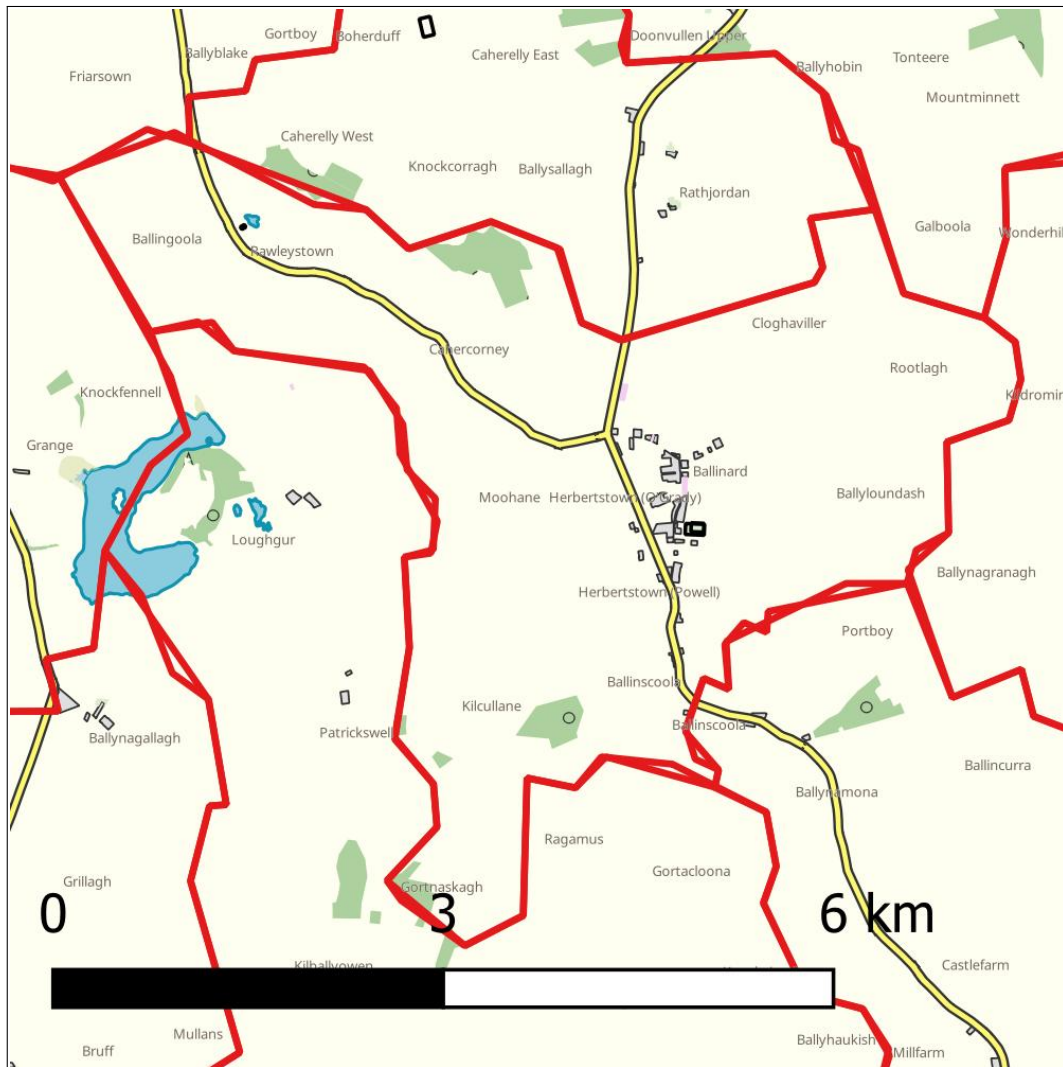 Gortboy
Boherduff
Doonvullen Upper
Ballyblake
Caherelly East
Tonteere
Friarsown
Ballyhobin
Mountminnett
Caherelly West
Knockcorragh
Ballysallagh
Rathjordan
Ballingoola
Galboola
Wonderhil
Rawleystown
Cloghaviller
Cahercorney
Rootlagh
Knockfennell
Kildromin
Grange
Ballinard
Moohane
Herbertstown (O'Grady)
Ballyloundash
Loughgur
Ballynagranagh
Herbertstown (Powell)
Portboy
Ballinscoola
Kilcullane
Ballinscoola
Patrickswell
Ballynagallagh
Ballincurra
Ballynamona
Ragamus
Gortacloona
Grillagh
Gortnaskagh
0 3 6 km
Kilballyowen
Castlefarm
Mullans
Ballyhaukish
Bruff
Millfarm